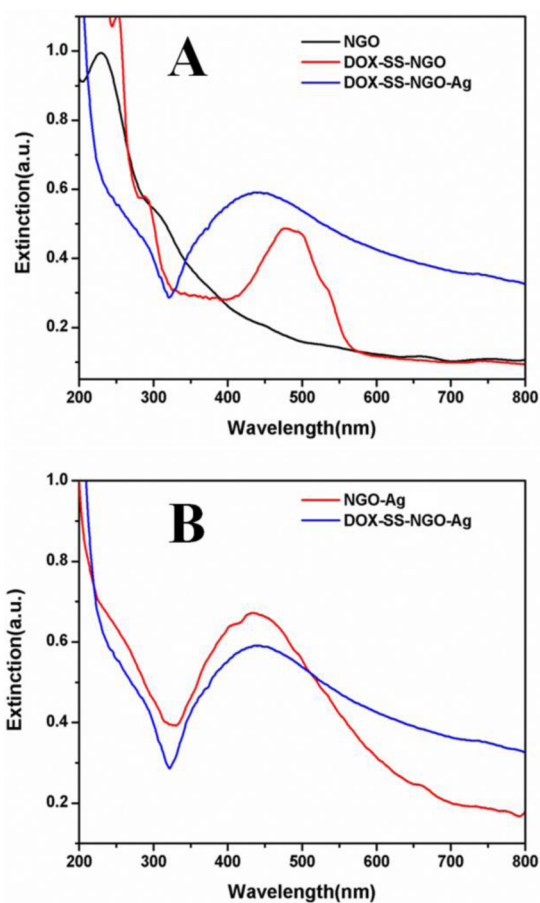 A
NGO
DOX-SS-NGO
DOX-SS-NGO-Ag
Extinction(a.u.)
1.0
0.8
0.6
0.4
0.2
200 300 400 500 600 700 800
Wavelength(nm)
B
NGO-Ag
DOX-SS-NGO-Ag
Extinction(a.u.)
1.0
0.8
0.6
0.4
0.2
200 300 400 500 600 700 800
Wavelength(nm)